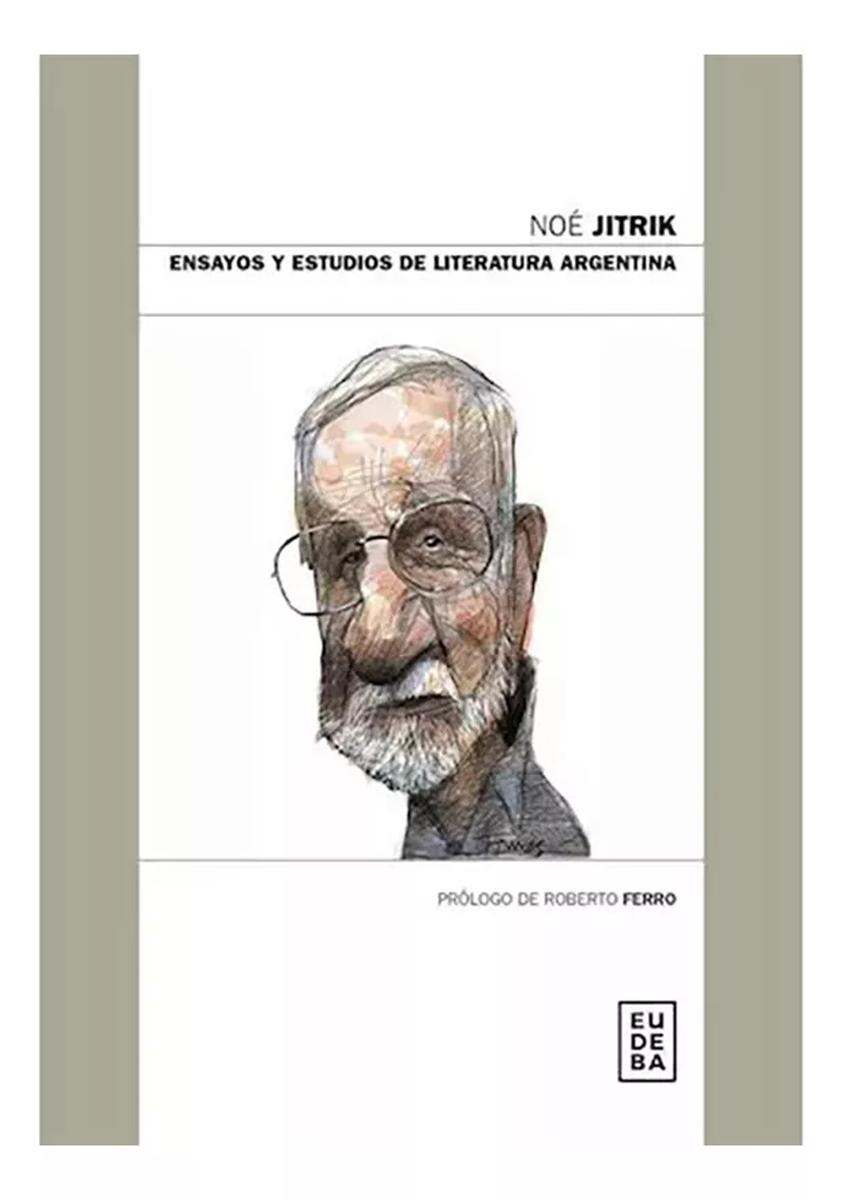 NOÉ JITRIK
ENSAYOS Y ESTUDIOS DE LITERATURA ARGENTINA
PRÓLOGO DE ROBERTO FERRO
EU
DE
BA